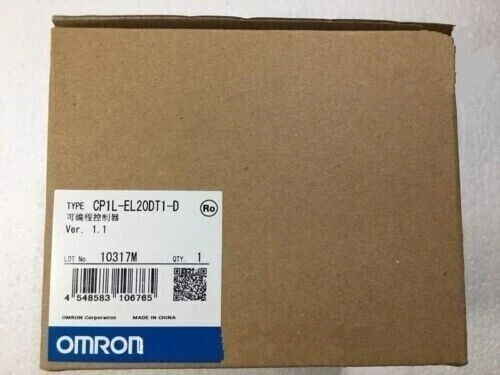 TYPE CP1L-EL20DT1-D Ro
可编程控制器
Ver. 1.1
LOT No. 10317M QTY. 1
4 548583 106765
OMRON Corporation MADE IN CHINA
OMRON